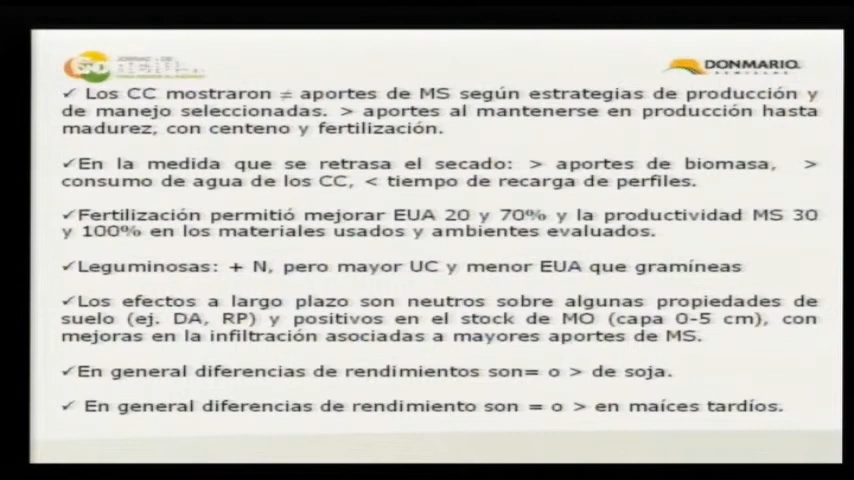 DONMARIO
SEMILLAS
✓ Los CC mostraron ≠ aportes de MS según estrategias de producción y
de manejo seleccionadas. > aportes al mantenerse en producción hasta
madurez, con centeno y fertilización.
✓En la medida que se retrasa el secado: > aportes de biomasa, >
consumo de agua de los CC, < tiempo de recarga de perfiles.
✓Fertilización permitió mejorar EUA 20 y 70% y la productividad MS 30
y 100% en los materiales usados y ambientes evaluados.
✓Leguminosas: + N, pero mayor UC y menor EUA que gramíneas
✓Los efectos a largo plazo son neutros sobre algunas propiedades de
suelo (ej. DA, RP) y positivos en el stock de MO (capa 0-5 cm), con
mejoras en la infiltración asociadas a mayores aportes de MS.
✓En general diferencias de rendimientos son= o > de soja.
✓ En general diferencias de rendimiento son = o > en maíces tardíos.